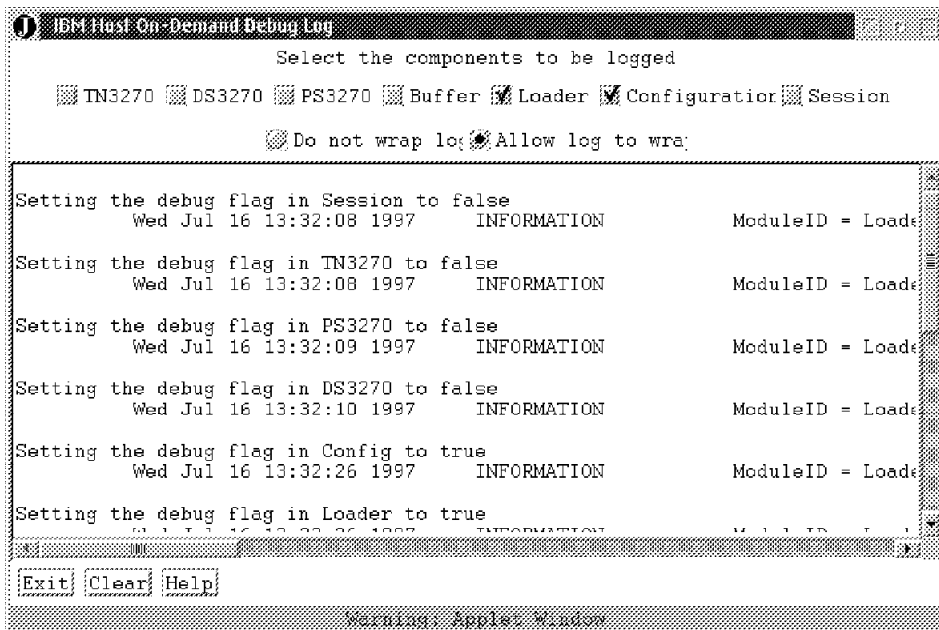 IBM Host On-Demand Debug Log
Select the components to be logged
TN3270 DS3270 PS3270 Buffer Loader Configuration Session
Do not wrap log Allow log to wra
Setting the debug flag in Session to false
Wed Jul 16 13:32:08 1997 INFORMATION ModuleID = Loade
Setting the debug flag in TN3270 to false
Wed Jul 16 13:32:08 1997 INFORMATION ModuleID = Loade
Setting the debug flag in PS3270 to false
Wed Jul 16 13:32:09 1997 INFORMATION ModuleID = Loade
Setting the debug flag in DS3270 to false
Wed Jul 16 13:32:10 1997 INFORMATION ModuleID = Loade
Setting the debug flag in Config to true
Wed Jul 16 13:32:26 1997 INFORMATION ModuleID = Loade
Setting the debug flag in Loader to true
Exit Clear Help
Warning: Applet Window